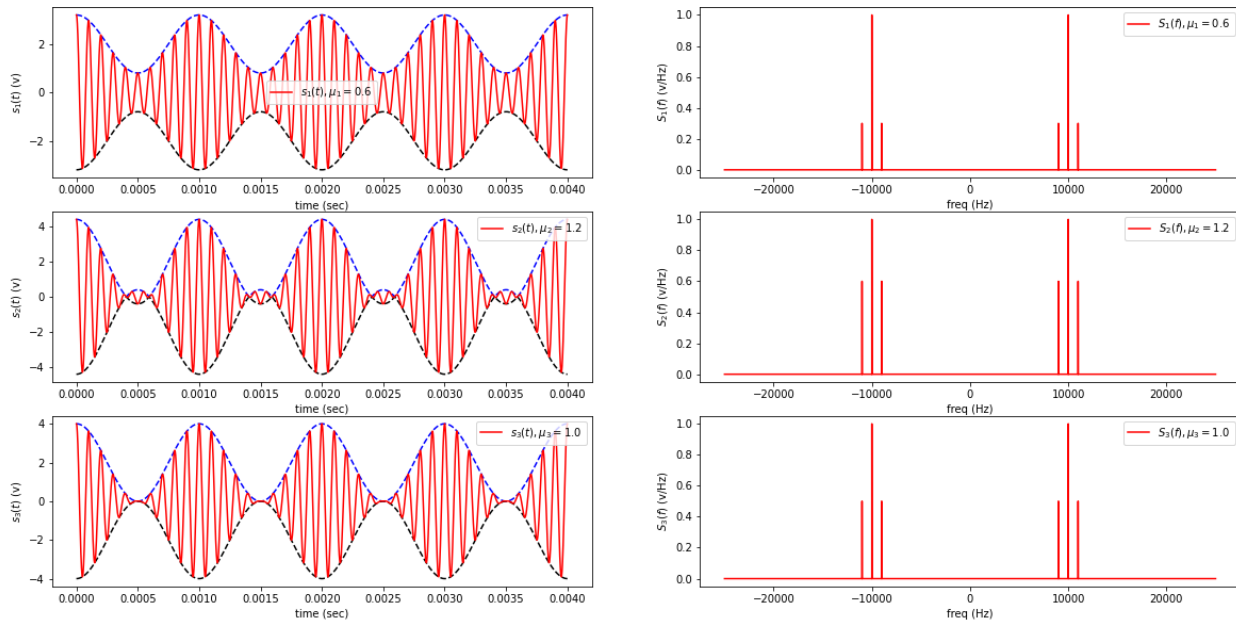 s₁(t) (v)
2
0
−2
s₁(t), μ₁ = 0.6
0.0000 0.0005 0.0010 0.0015 0.0020 0.0025 0.0030 0.0035 0.0040
time (sec)
S₁(f) (v/Hz)
1.0
0.8
0.6
0.4
0.2
0.0
S₁(f), μ₁ = 0.6
−20000 −10000 0 10000 20000
freq (Hz)
s₂(t) (v)
4
2
0
−2
−4
s₂(t), μ₂ = 1.2
0.0000 0.0005 0.0010 0.0015 0.0020 0.0025 0.0030 0.0035 0.0040
time (sec)
S₂(f) (v/Hz)
1.0
0.8
0.6
0.4
0.2
0.0
S₂(f), μ₂ = 1.2
−20000 −10000 0 10000 20000
freq (Hz)
s₃(t) (v)
4
2
0
−2
−4
s₃(t), μ₃ = 1.0
0.0000 0.0005 0.0010 0.0015 0.0020 0.0025 0.0030 0.0035 0.0040
time (sec)
S₃(f) (v/Hz)
1.0
0.8
0.6
0.4
0.2
0.0
S₃(f), μ₃ = 1.0
−20000 −10000 0 10000 20000
freq (Hz)